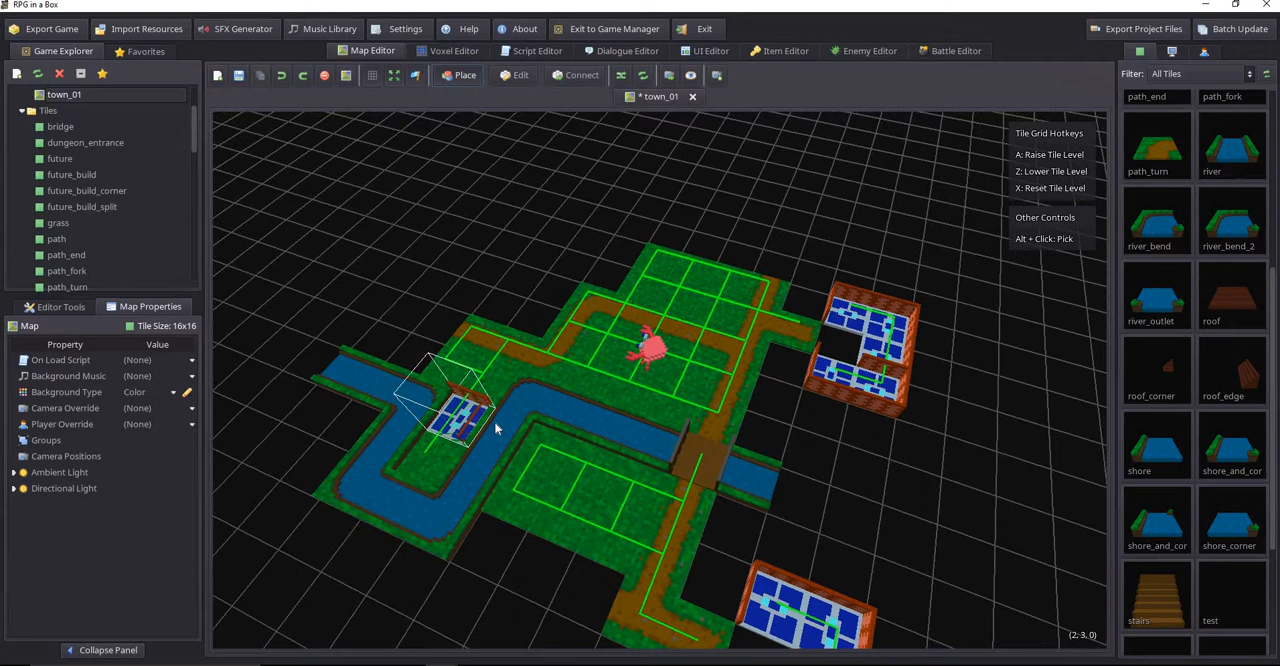 RPG in a Box
Export Game
Import Resources
SFX Generator
Music Library
Settings
Help
About
Exit to Game Manager
Exit
Export Project Files
Batch Update
Game Explorer
Favorites
Map Editor
Voxel Editor
Script Editor
Dialogue Editor
UI Editor
Item Editor
Enemy Editor
Battle Editor
Place
Edit
Connect
Filter: All Tiles
town_01
* town_01
Tiles
bridge
dungeon_entrance
future
future_build
future_build_corner
future_build_split
grass
path
path_end
path_fork
path_turn
Editor Tools
Map Properties
Map
Tile Size: 16x16
Property Value
On Load Script (None)
Background Music (None)
Background Type Color
Camera Override (None)
Player Override (None)
Groups
Camera Positions
Ambient Light
Directional Light
Collapse Panel
Tile Grid Hotkeys
A: Raise Tile Level
Z: Lower Tile Level
X: Reset Tile Level
Other Controls
Alt + Click: Pick
(2, 3, 0)
path_end path_fork
path_turn river
river_bend river_bend_2
river_outlet roof
roof_corner roof_edge
shore shore_and_cor
shore_and_cor shore_corner
stairs test